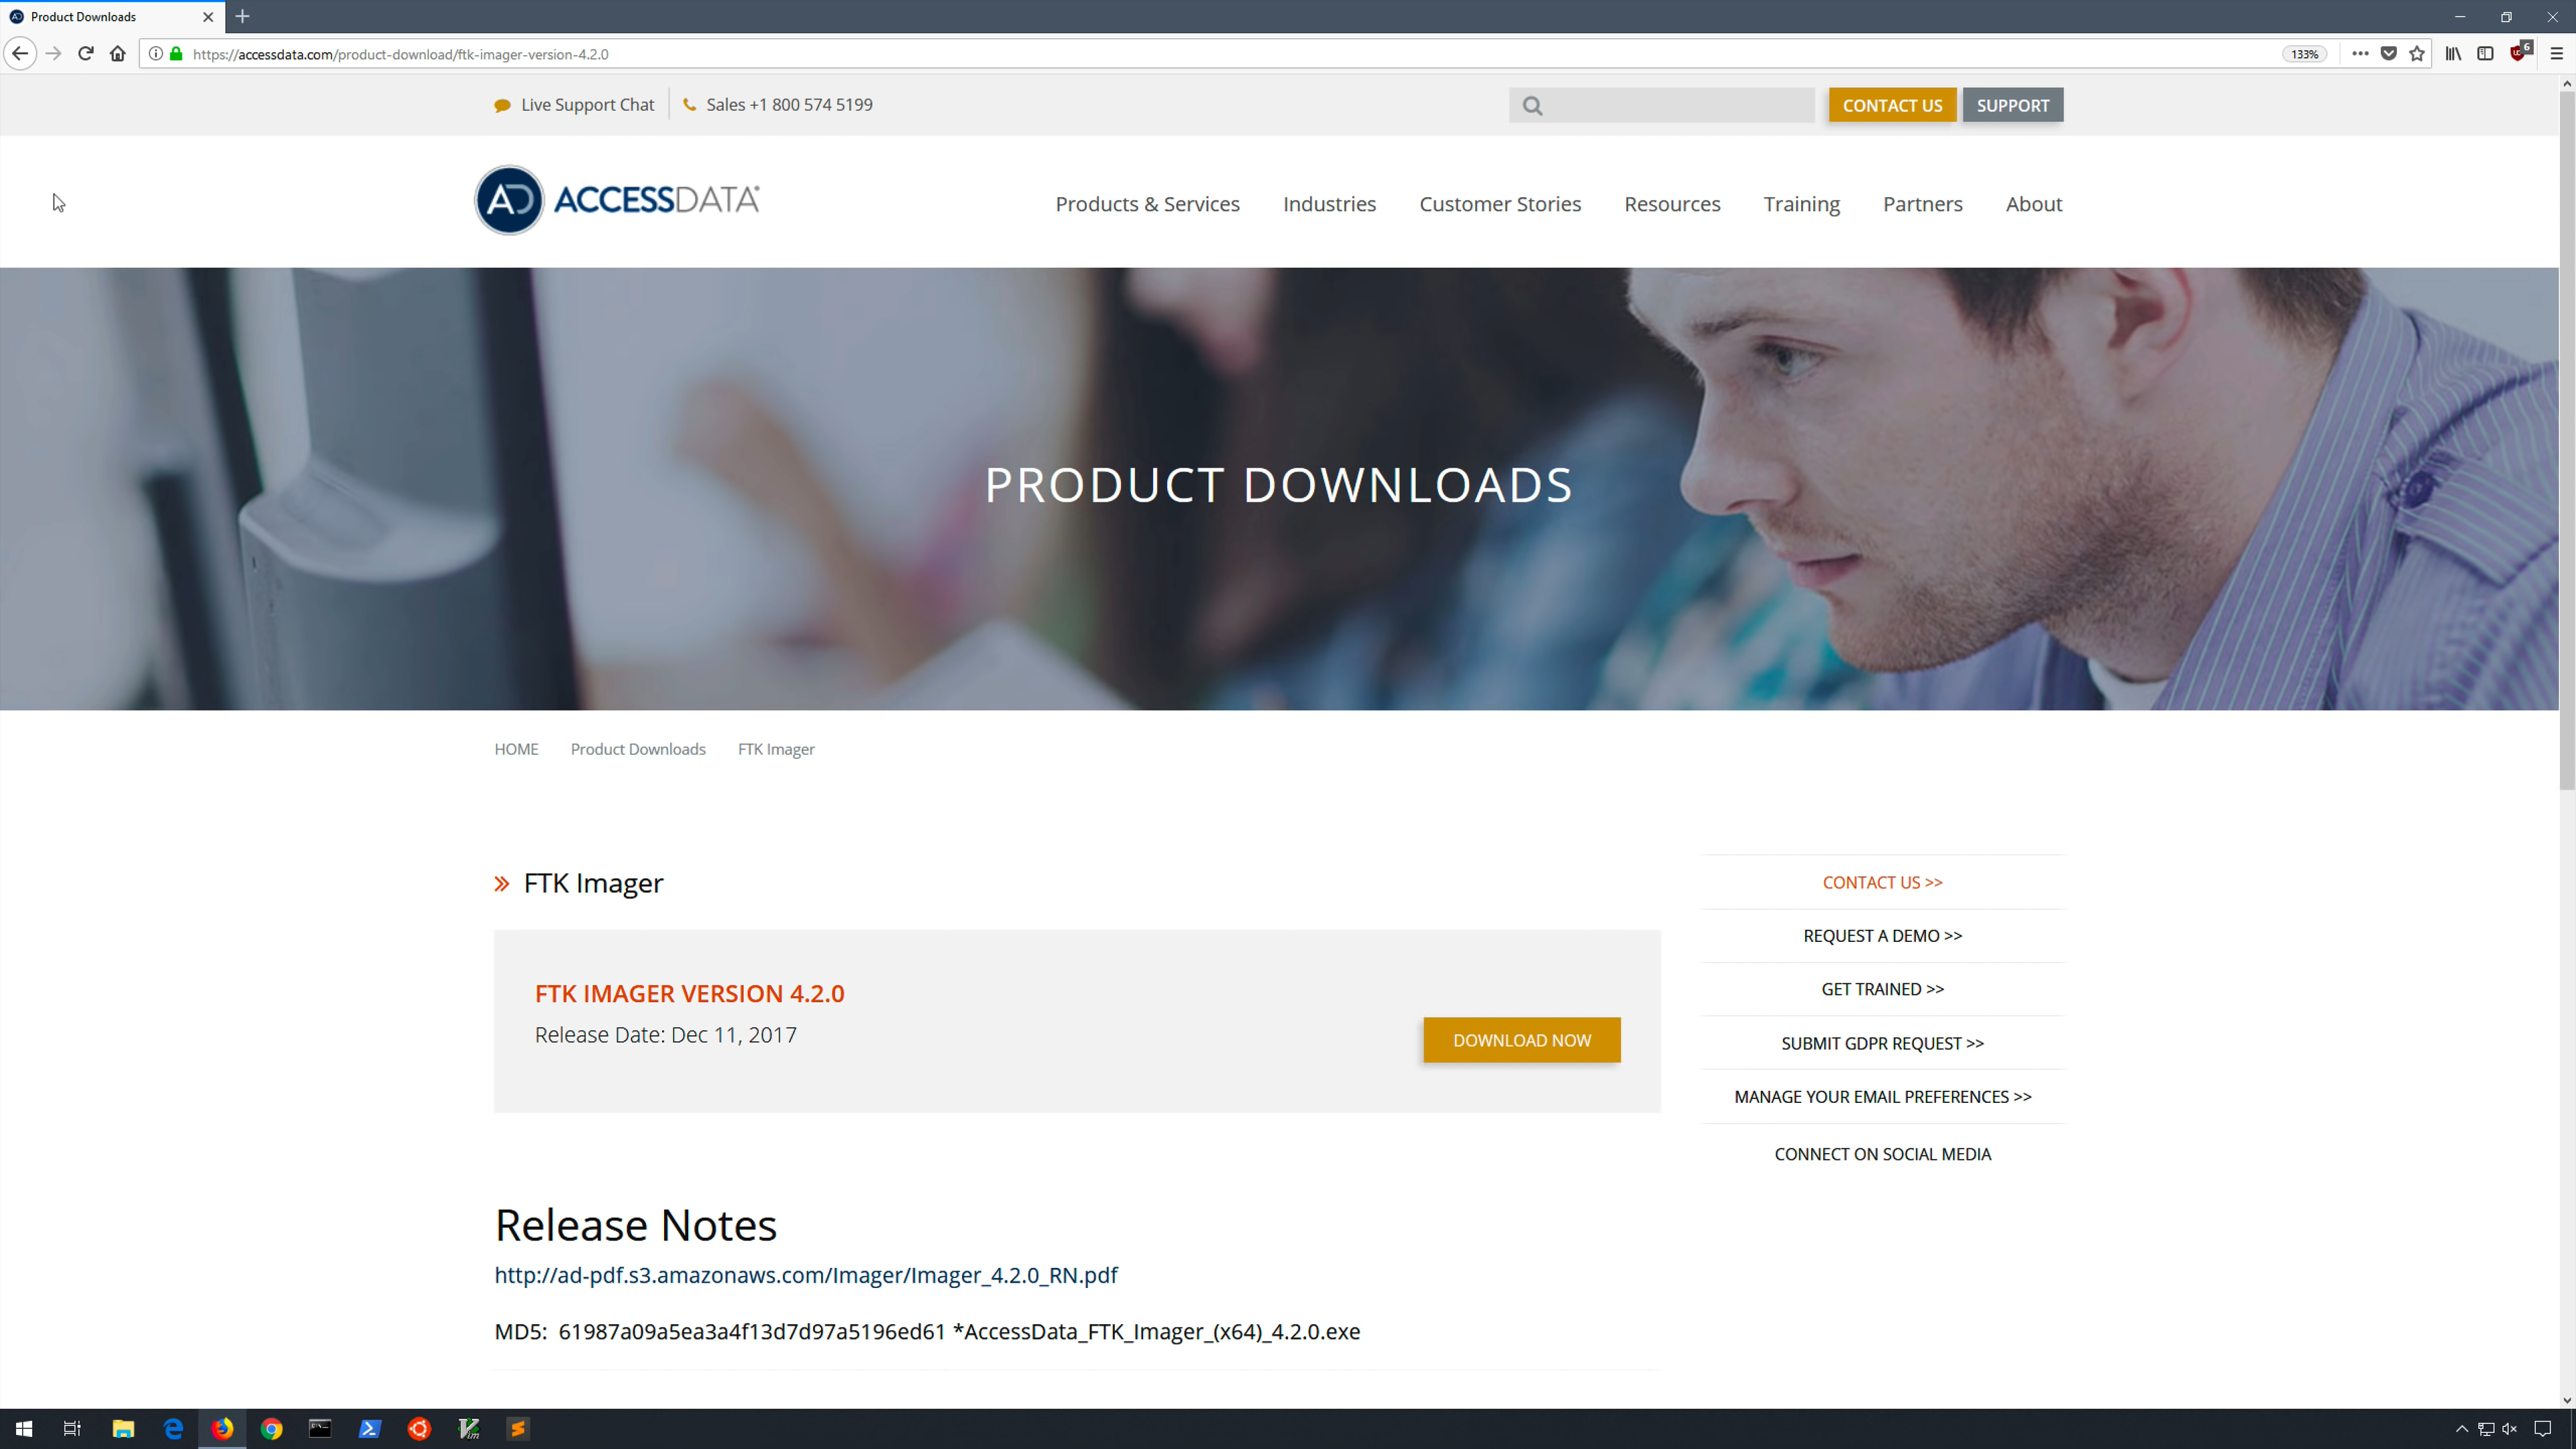 Product Downloads
https://accessdata.com/product-download/ftk-imager-version-4.2.0
133%
6
Live Support Chat
Sales +1 800 574 5199
CONTACT US
SUPPORT
AD ACCESSDATA®
Products & Services
Industries
Customer Stories
Resources
Training
Partners
About
PRODUCT DOWNLOADS
HOME
Product Downloads
FTK Imager
FTK Imager
FTK IMAGER VERSION 4.2.0
Release Date: Dec 11, 2017
DOWNLOAD NOW
CONTACT US >>
REQUEST A DEMO >>
GET TRAINED >>
SUBMIT GDPR REQUEST >>
MANAGE YOUR EMAIL PREFERENCES >>
CONNECT ON SOCIAL MEDIA
Release Notes
http://ad-pdf.s3.amazonaws.com/Imager/Imager_4.2.0_RN.pdf
MD5: 61987a09a5ea3a4f13d7d97a5196ed61 *AccessData_FTK_Imager_(x64)_4.2.0.exe